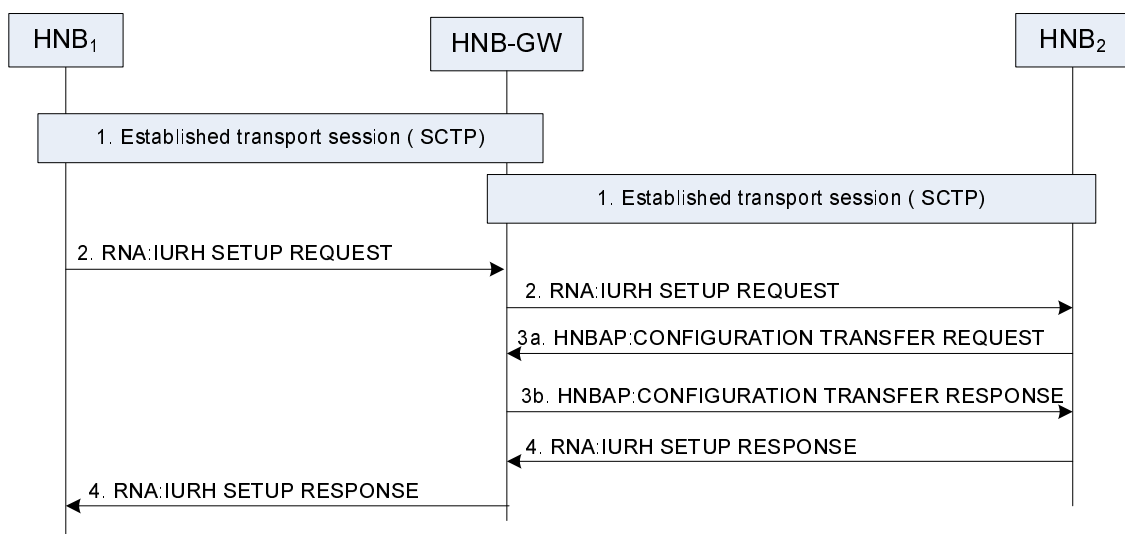 HNB₁
HNB-GW
HNB₂
1. Established transport session ( SCTP)
1. Established transport session ( SCTP)
2. RNA:IURH SETUP REQUEST
2. RNA:IURH SETUP REQUEST
3a. HNBAP:CONFIGURATION TRANSFER REQUEST
3b. HNBAP:CONFIGURATION TRANSFER RESPONSE
4. RNA:IURH SETUP RESPONSE
4. RNA:IURH SETUP RESPONSE